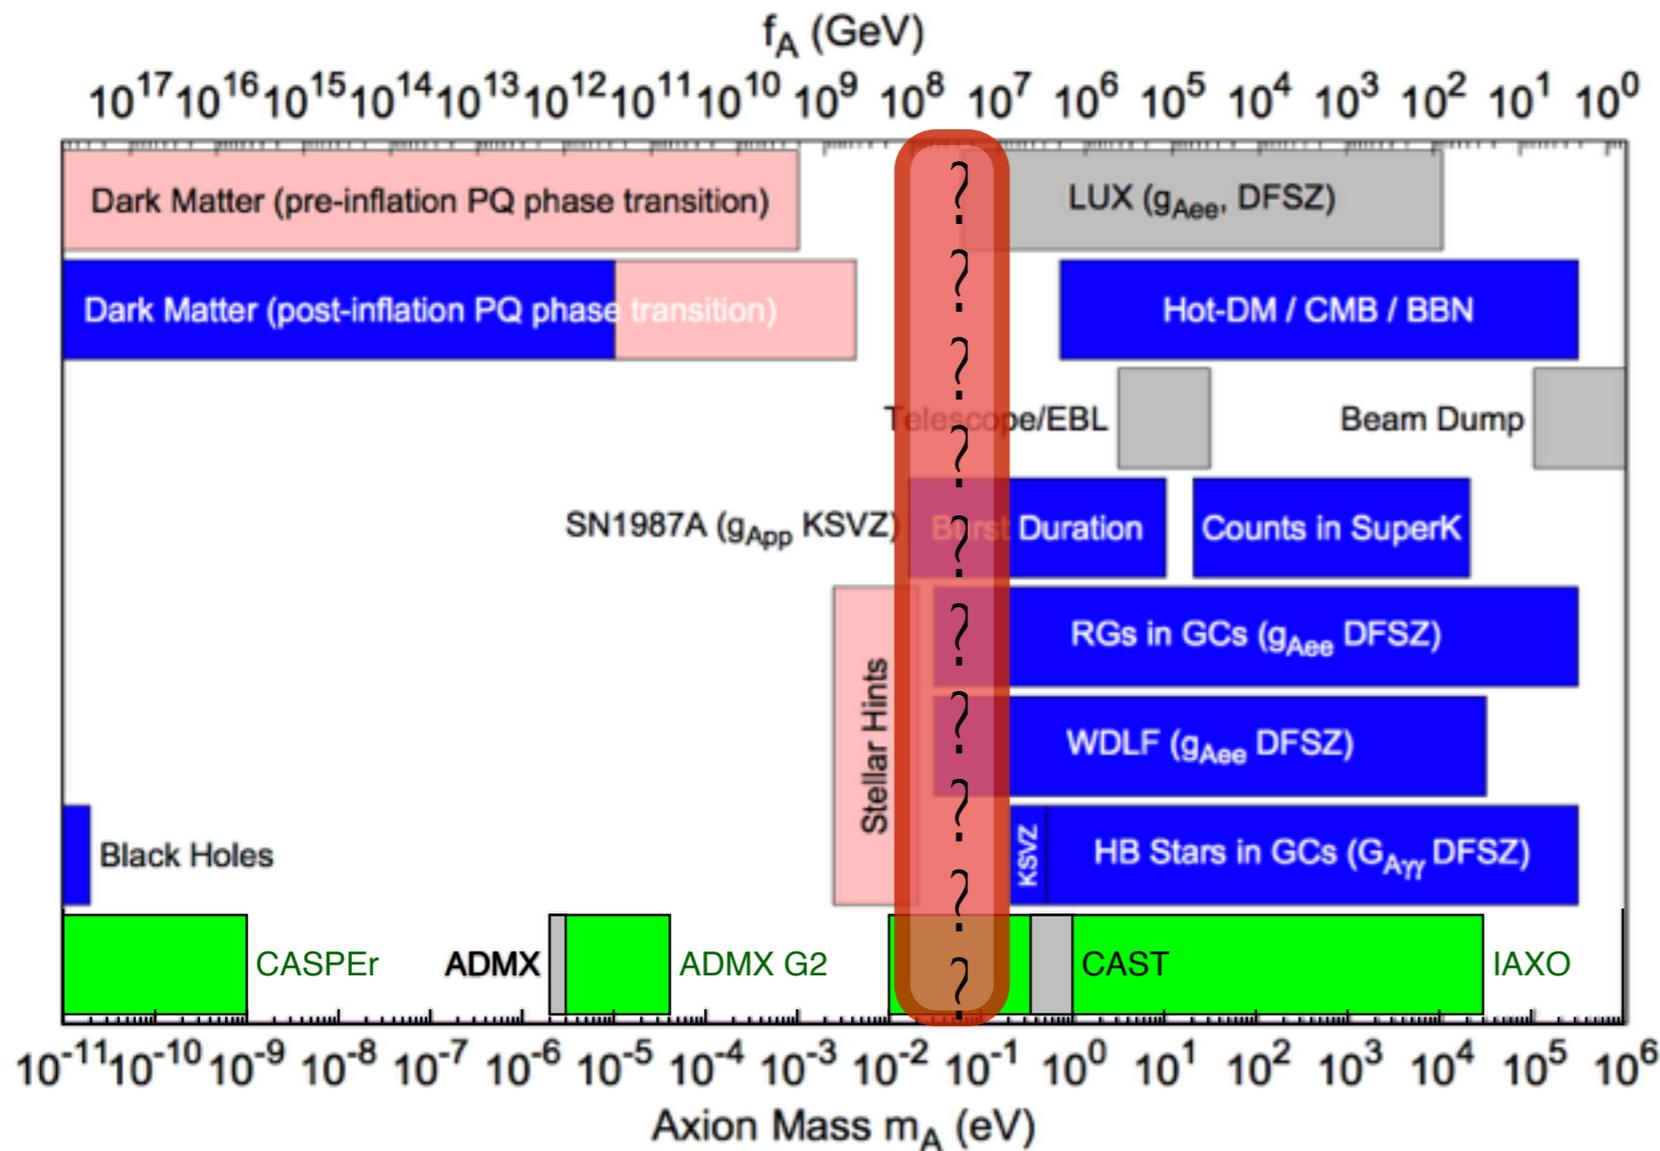 f_A (GeV)
10^17 10^16 10^15 10^14 10^13 10^12 10^11 10^10 10^9 10^8 10^7 10^6 10^5 10^4 10^3 10^2 10^1 10^0
Dark Matter (pre-inflation PQ phase transition)
LUX (g_Aee, DFSZ)
Dark Matter (post-inflation PQ phase transition)
Hot-DM / CMB / BBN
Telescope/EBL
Beam Dump
SN1987A (g_App KSVZ)
Burst Duration
Counts in SuperK
RGs in GCs (g_Aee DFSZ)
Stellar Hints
WDLF (g_Aee DFSZ)
Black Holes
KSVZ
HB Stars in GCs (G_Aγγ DFSZ)
CASPEr
ADMX
ADMX G2
CAST
IAXO
?
?
?
?
?
?
?
?
?
?
10^-11 10^-10 10^-9 10^-8 10^-7 10^-6 10^-5 10^-4 10^-3 10^-2 10^-1 10^0 10^1 10^2 10^3 10^4 10^5 10^6
Axion Mass m_A (eV)